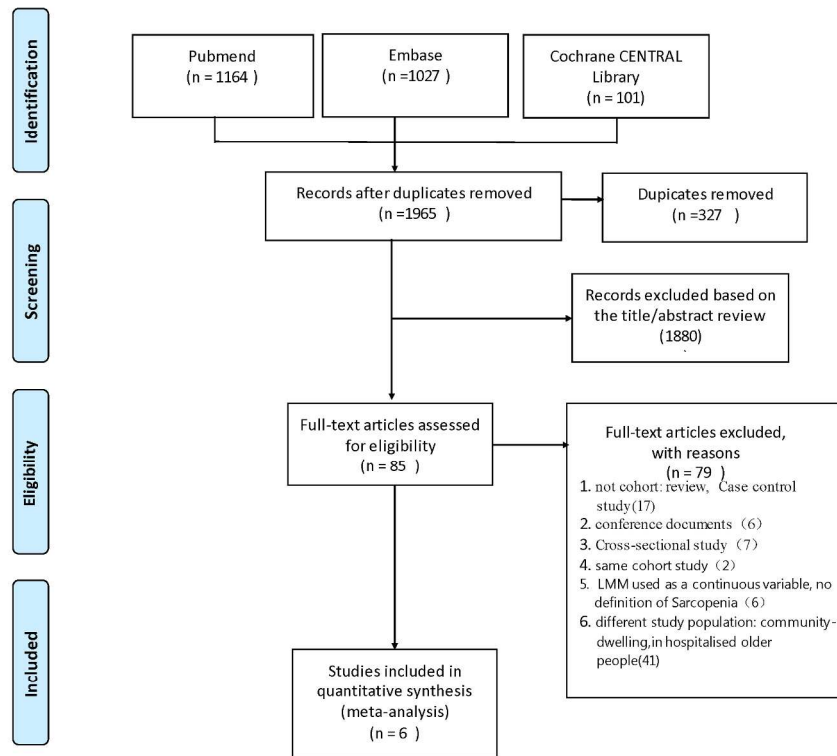 Identification
Pubmend
(n = 1164 )
Embase
(n =1027)
Cochrane CENTRAL
Library
(n = 101)
Records after duplicates removed
(n =1965 )
Dupicates removed
(n =327 )
Screening
Records excluded based on
the title/abstract review
(1880)
Eligibility
Full-text articles assessed
for eligibility
(n = 85 )
Full-text articles excluded,
with reasons
(n = 79 )
1. not cohort: review, Case control
study(17)
2. conference documents （6）
3. Cross-sectional study （7）
4. same cohort study （2）
5. LMM used as a continuous variable, no
definition of Sarcopenia （6）
6. different study population: community-
dwelling,in hospitalised older
people(41)
Included
Studies included in
quantitative synthesis
(meta-analysis)
(n = 6 )